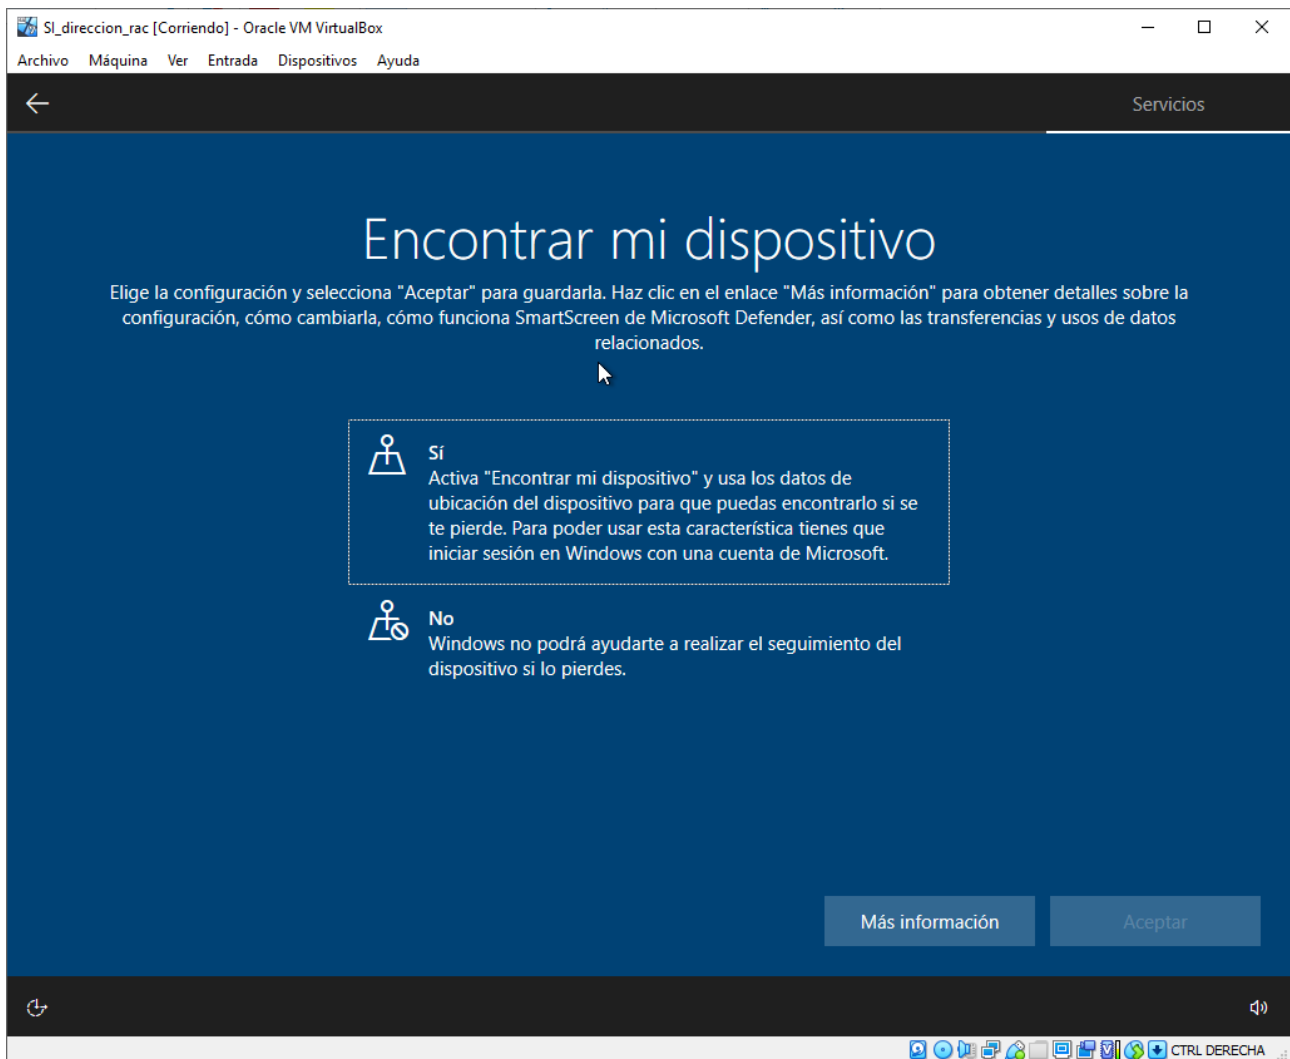 SI_direccion_rac [Corriendo] - Oracle VM VirtualBox
Archivo Máquina Ver Entrada Dispositivos Ayuda
Servicios
Encontrar mi dispositivo
Elige la configuración y selecciona "Aceptar" para guardarla. Haz clic en el enlace "Más información" para obtener detalles sobre la
configuración, cómo cambiarla, cómo funciona SmartScreen de Microsoft Defender, así como las transferencias y usos de datos
relacionados.
Sí
Activa "Encontrar mi dispositivo" y usa los datos de
ubicación del dispositivo para que puedas encontrarlo si se
te pierde. Para poder usar esta característica tienes que
iniciar sesión en Windows con una cuenta de Microsoft.
No
Windows no podrá ayudarte a realizar el seguimiento del
dispositivo si lo pierdes.
Más información Aceptar
CTRL DERECHA